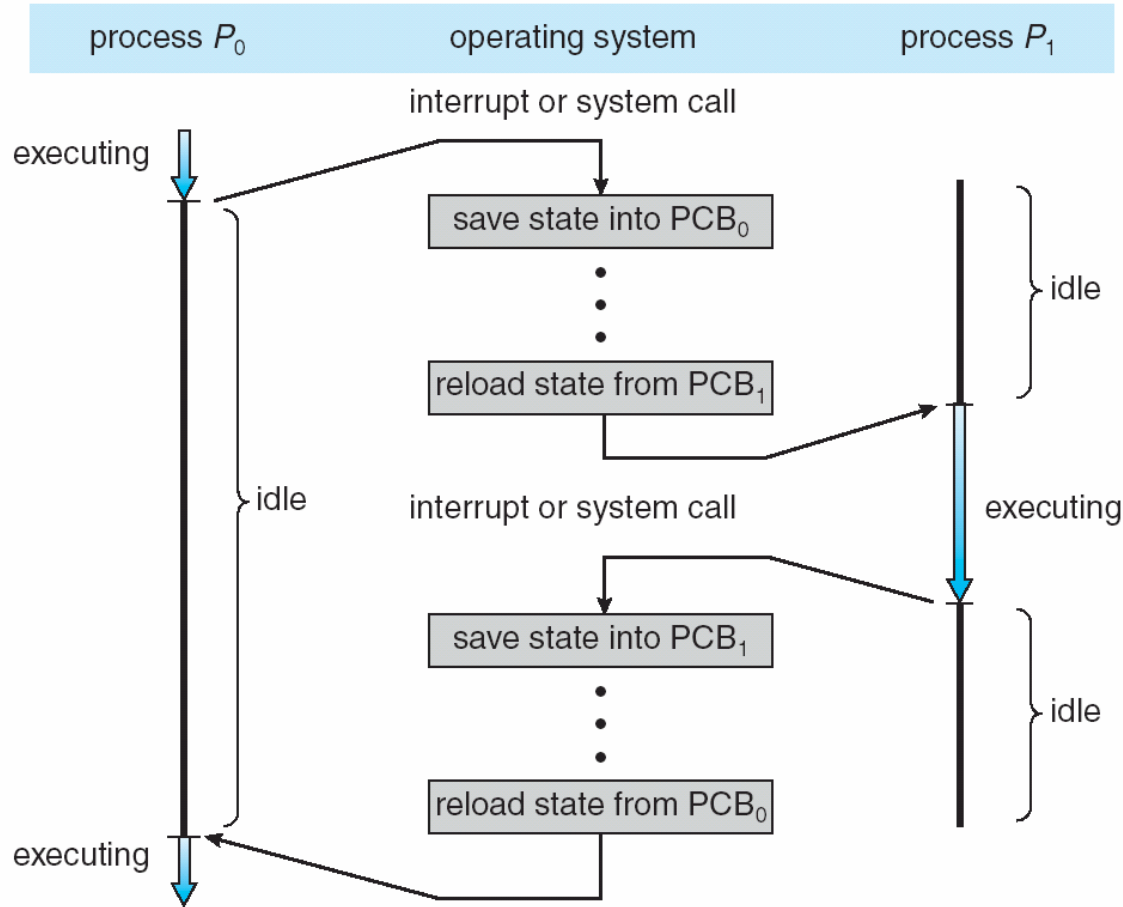 process P₀ operating system process P₁
interrupt or system call
executing
save state into PCB₀
idle
reload state from PCB₁
idle
interrupt or system call
executing
save state into PCB₁
idle
reload state from PCB₀
executing